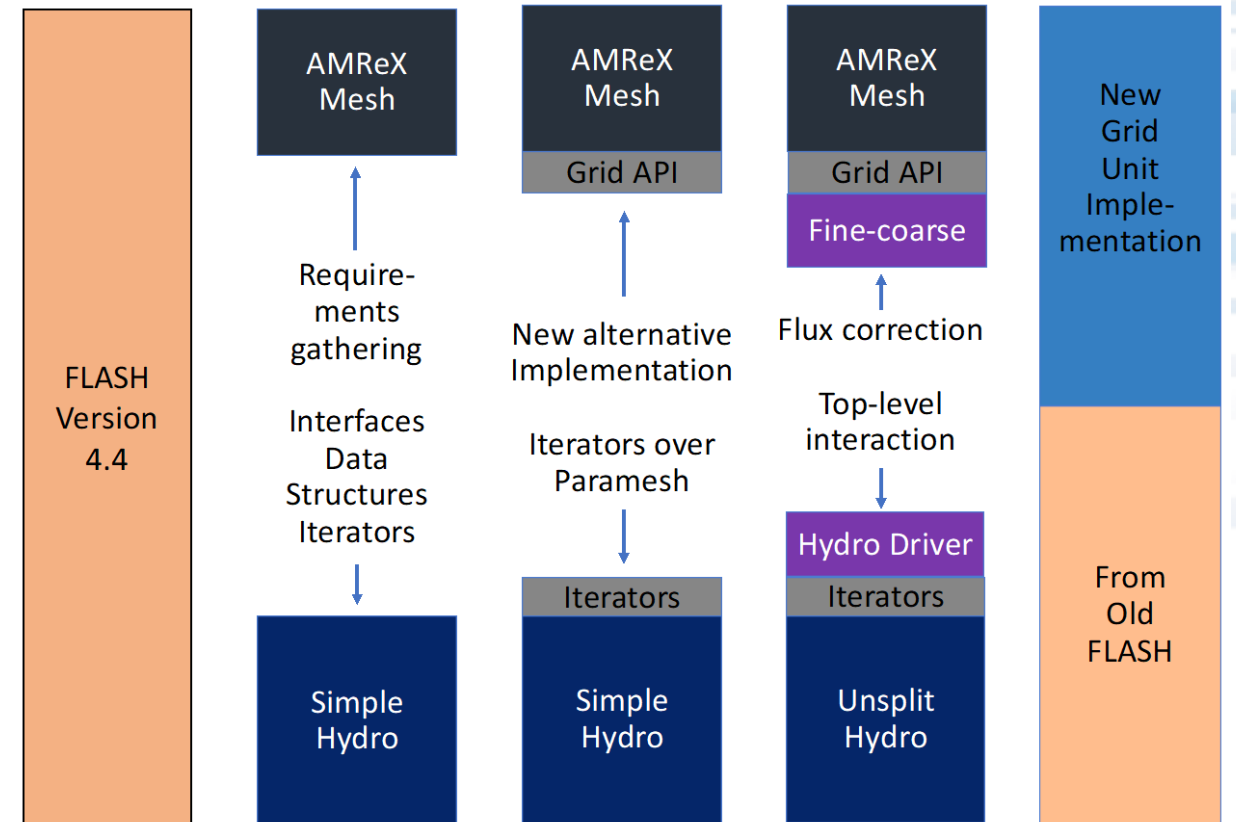 FLASH
Version
4.4
AMReX
Mesh
Require-
ments
gathering
Interfaces
Data
Structures
Iterators
Simple
Hydro
AMReX
Mesh
Grid API
New alternative
Implementation
Iterators over
Paramesh
Iterators
Simple
Hydro
AMReX
Mesh
Grid API
Fine-coarse
Flux correction
Top-level
interaction
Hydro Driver
Iterators
Unsplit
Hydro
New
Grid
Unit
Imple-
mentation
From
Old
FLASH